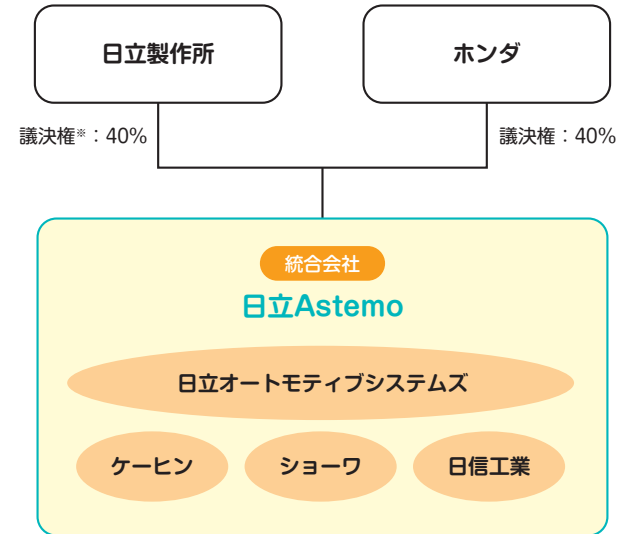 日立製作所
ホンダ
議決権※：40%
議決権：40%
統合会社
日立Astemo
日立オートモティブシステムズ
ケーヒン
ショーワ
日信工業